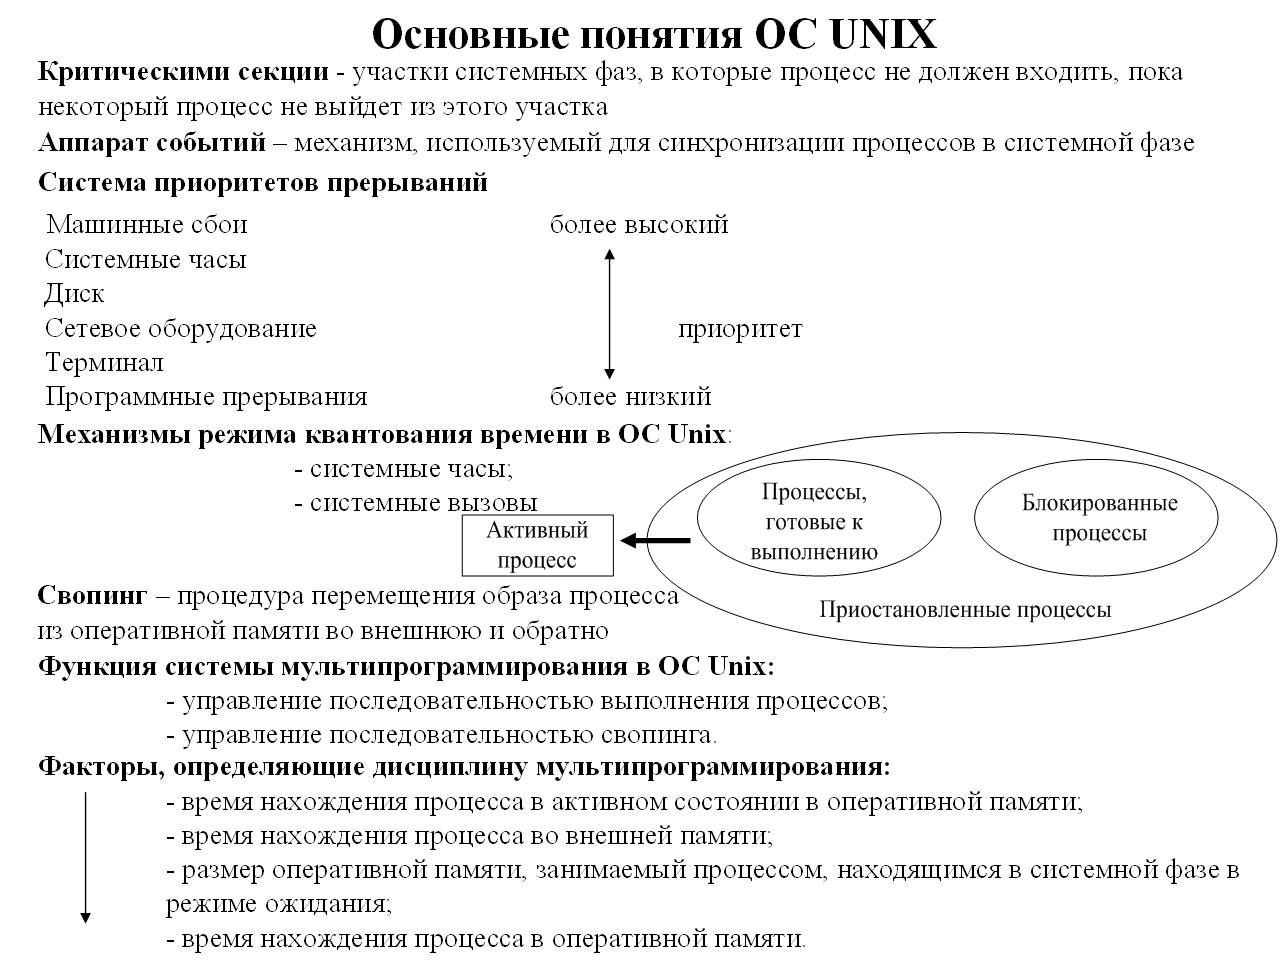 Основные понятия ОС UNIX
Критическими секции - участки системных фаз, в которые процесс не должен входить, пока
некоторый процесс не выйдет из этого участка
Аппарат событий – механизм, используемый для синхронизации процессов в системной фазе
Система приоритетов прерываний
Машинные сбои более высокий
Системные часы
Диск
Сетевое оборудование приоритет
Терминал
Программные прерывания более низкий
Механизмы режима квантования времени в ОС Unix:
- системные часы;
- системные вызовы
Активный
процесс
Процессы,
готовые к
выполнению
Блокированные
процессы
Приостановленные процессы
Свопинг – процедура перемещения образа процесса
из оперативной памяти во внешнюю и обратно
Функция системы мультипрограммирования в ОС Unix:
- управление последовательностью выполнения процессов;
- управление последовательностью свопинга.
Факторы, определяющие дисциплину мультипрограммирования:
- время нахождения процесса в активном состоянии в оперативной памяти;
- время нахождения процесса во внешней памяти;
- размер оперативной памяти, занимаемый процессом, находящимся в системной фазе в
режиме ожидания;
- время нахождения процесса в оперативной памяти.